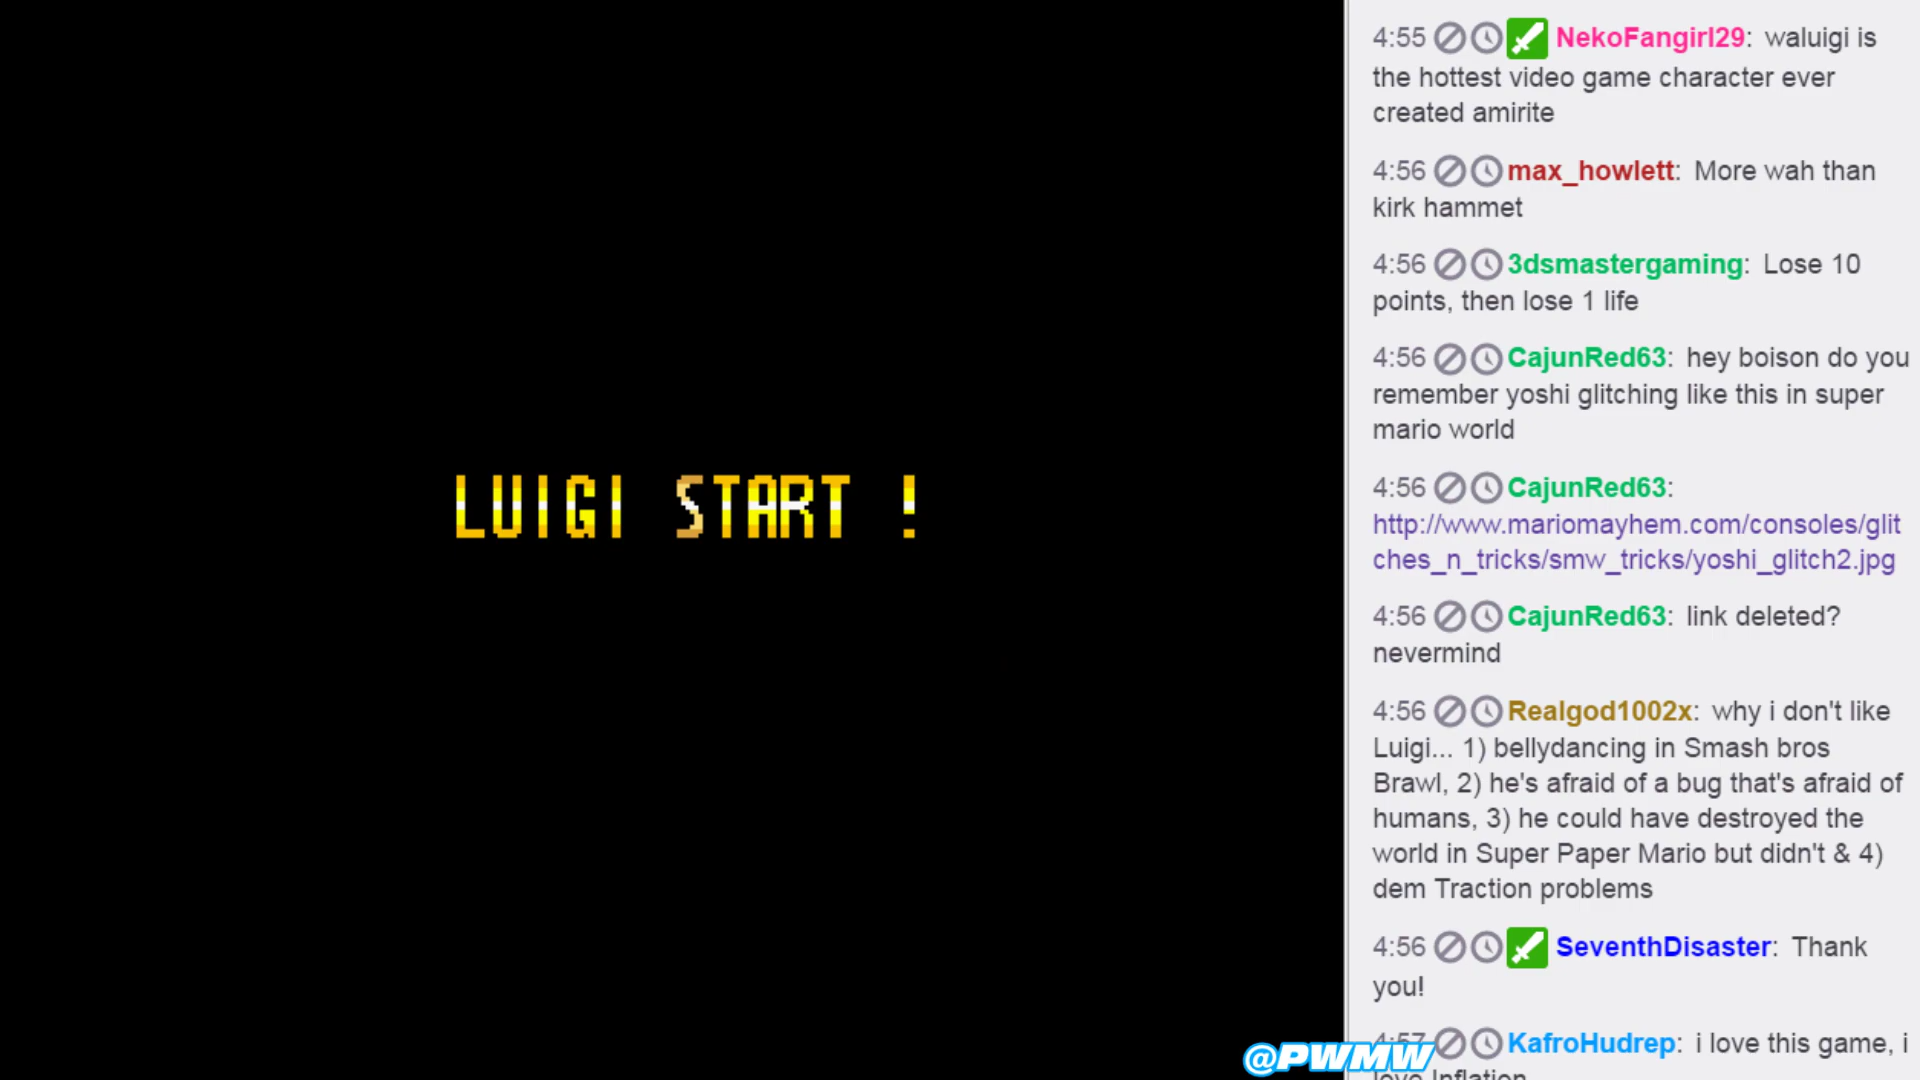 LUIGI START !
4:55 NekoFangirl29: waluigi is
the hottest video game character ever
created amirite
4:56 max_howlett: More wah than
kirk hammet
4:56 3dsmastergaming: Lose 10
points, then lose 1 life
4:56 CajunRed63: hey boison do you
remember yoshi glitching like this in super
mario world
4:56 CajunRed63:
http://www.mariomayhem.com/consoles/glit
ches_n_tricks/smw_tricks/yoshi_glitch2.jpg
4:56 CajunRed63: link deleted?
nevermind
4:56 Realgod1002x: why i don't like
Luigi... 1) bellydancing in Smash bros
Brawl, 2) he's afraid of a bug that's afraid of
humans, 3) he could have destroyed the
world in Super Paper Mario but didn't & 4)
dem Traction problems
4:56 SeventhDisaster: Thank
you!
4:57 KafroHudrep: i love this game, i
love Inflation
@PWMW